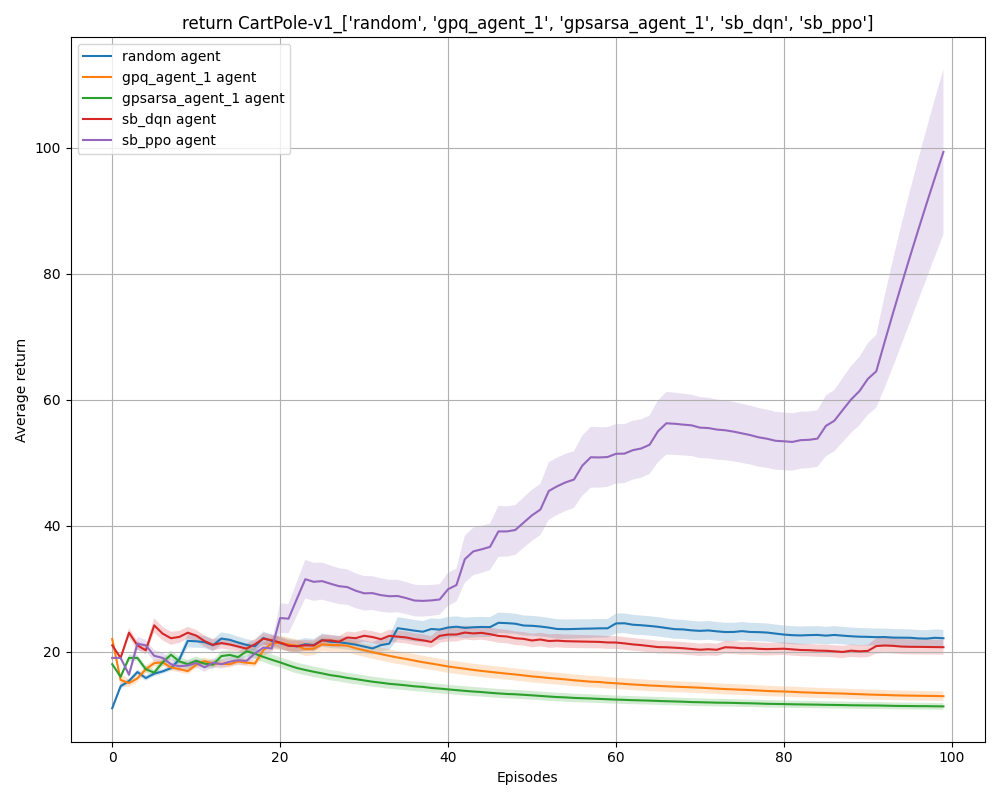 return CartPole-v1_['random', 'gpq_agent_1', 'gpsarsa_agent_1', 'sb_dqn', 'sb_ppo']
random agent
gpq_agent_1 agent
gpsarsa_agent_1 agent
sb_dqn agent
sb_ppo agent
100
80
60
40
20
Average return
0
20
40
60
80
100
Episodes